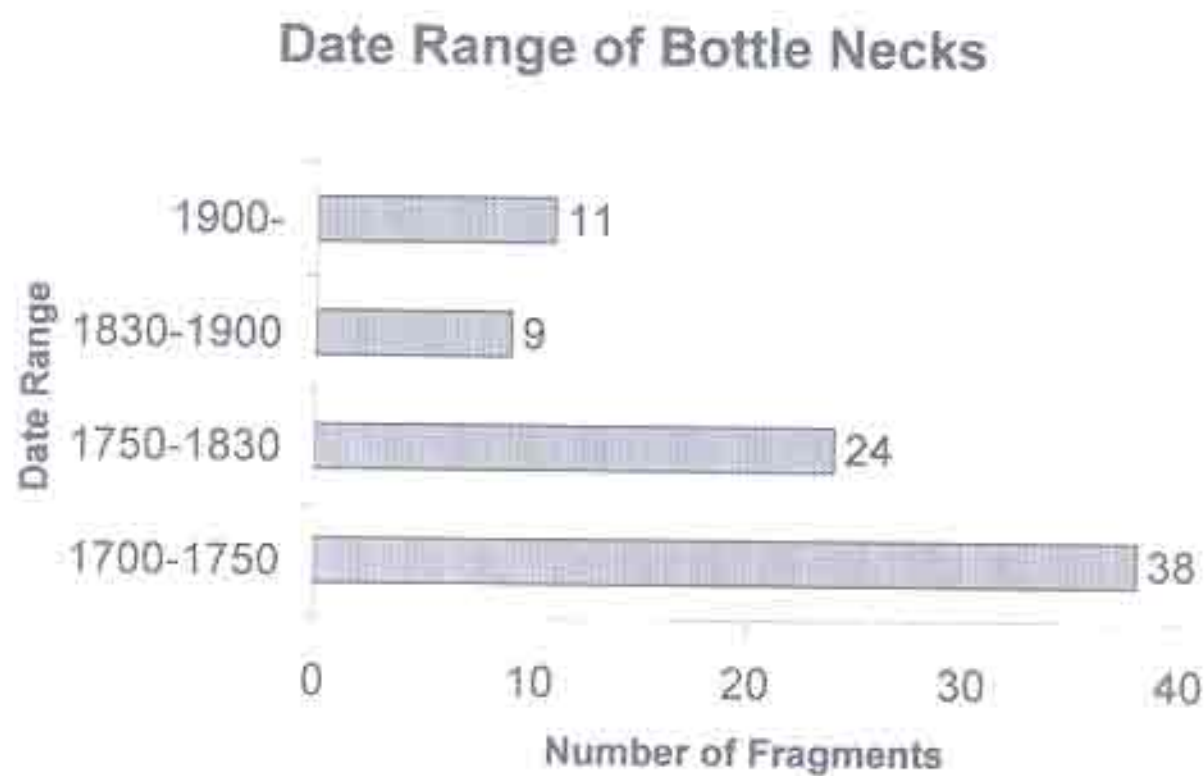 Date Range of Bottle Necks
Date Range
1900-
11
1830-1900
9
1750-1830
24
1700-1750
38
0 10 20 30 40
Number of Fragments